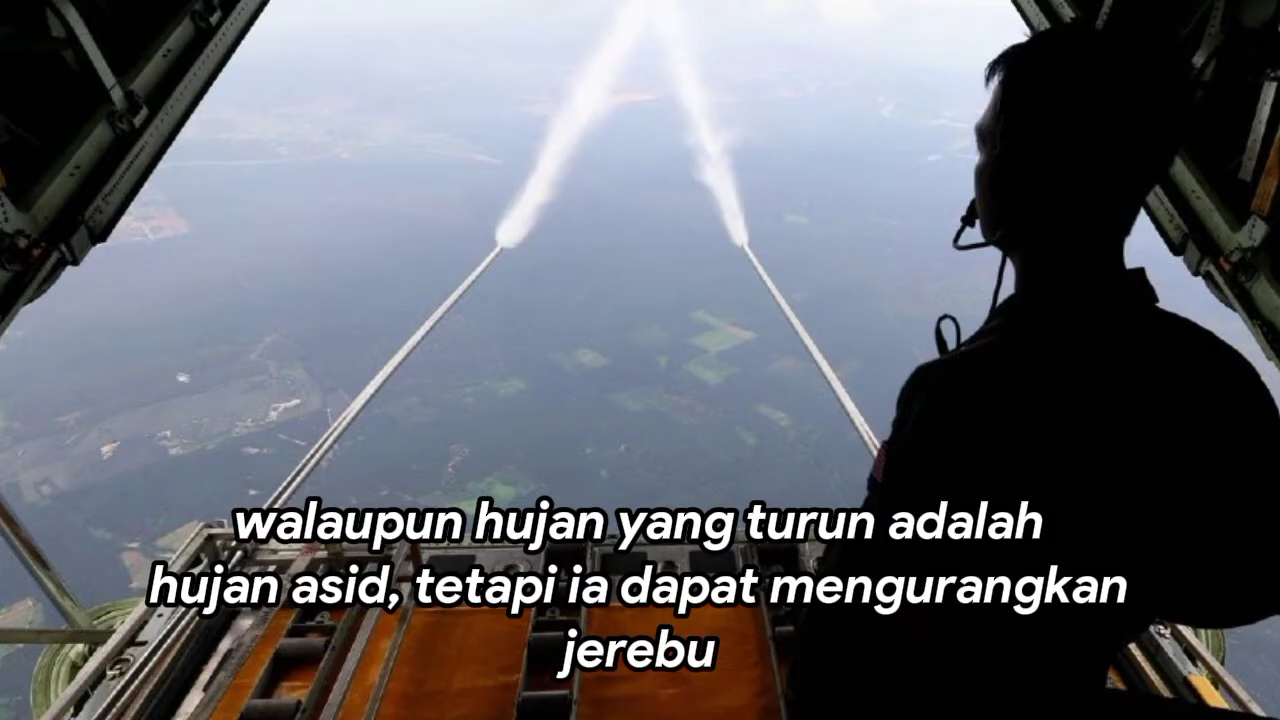 walaupun hujan yang turun adalah
hujan asid, tetapi ia dapat mengurangkan
jerebu